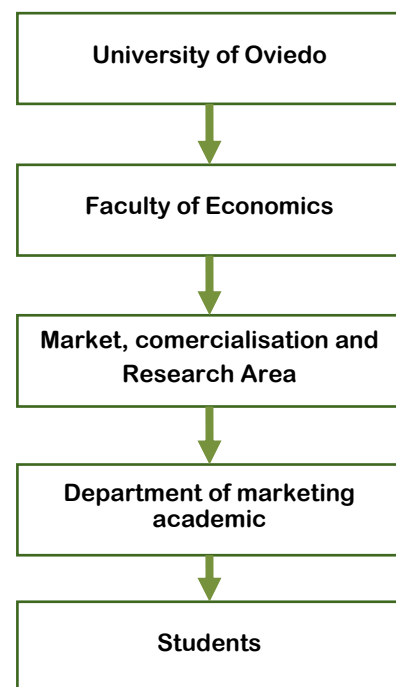 University of Oviedo
Faculty of Economics
Market, comercialisation and
Research Area
Department of marketing
academic
Students